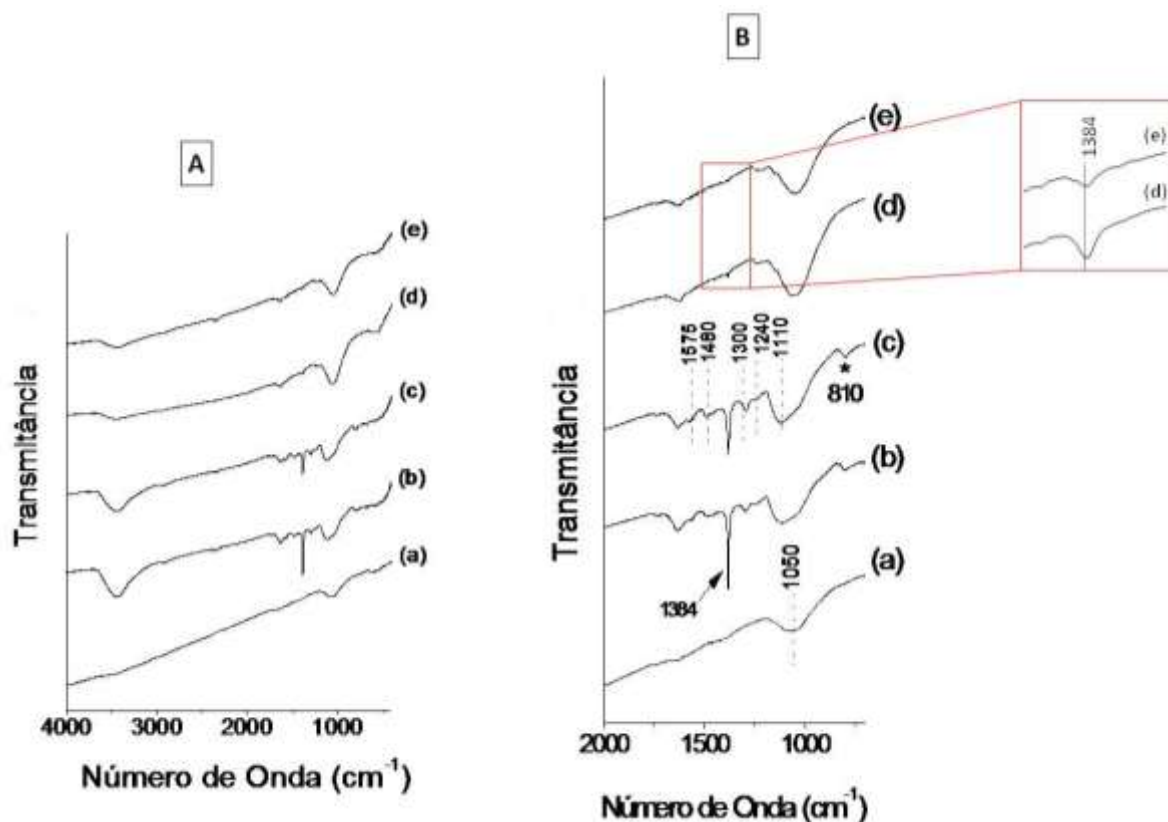 A
(e)
(d)
(c)
(b)
(a)
Transmitância
4000 3000 2000 1000
Número de Onda (cm⁻¹)
B
(e)
(d)
1384
(e)
(d)
1575 1480 1300 1240 1110
(c)
*
810
(b)
1384
1050
(a)
Transmitância
2000 1500 1000
Número de Onda (cm⁻¹)